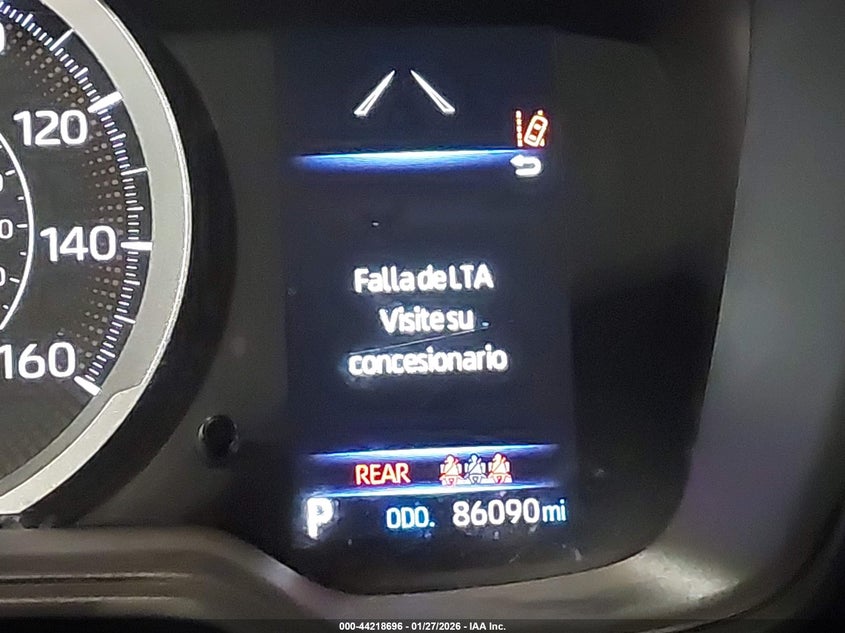 120
140
160
Falla de LTA
Visite su
concesionario
REAR
P ODO. 86090 mi
000-44218696 - 01/27/2026 - IAA Inc.